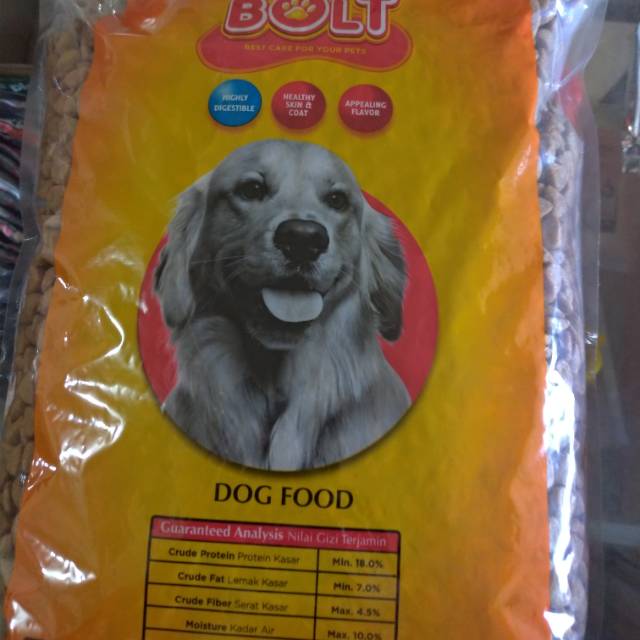 BOLT
BEST CARE FOR YOUR PETS
HIGHLY DIGESTIBLE
HEALTHY SKIN & COAT
APPEALING FLAVOR
DOG FOOD
Guaranteed Analysis Nilai Gizi Terjamin
Crude Protein Protein Kasar Min. 18.0%
Crude Fat Lemak Kasar Min. 7.0%
Crude Fiber Serat Kasar Max. 4.5%
Moisture Kadar Air Max. 10.0%